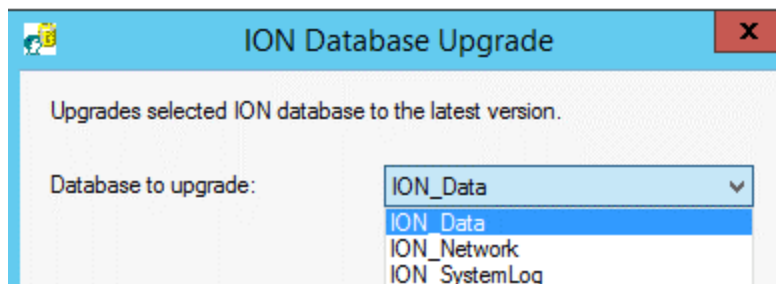 ION Database Upgrade
x
Upgrades selected ION database to the latest version.
Database to upgrade:
ION_Data
ION_Data
ION_Network
ION_SystemLog